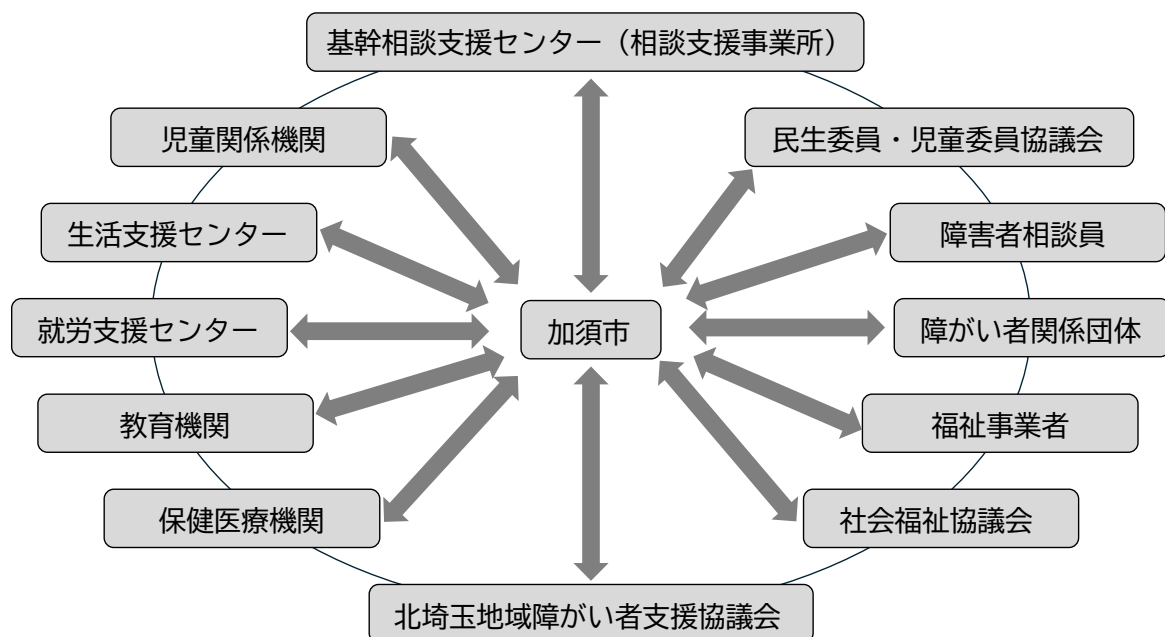 基幹相談支援センター（相談支援事業所）
児童関係機関
民生委員・児童委員協議会
生活支援センター
障害者相談員
就労支援センター
加須市
障がい者関係団体
教育機関
福祉事業者
保健医療機関
社会福祉協議会
北埼玉地域障がい者支援協議会